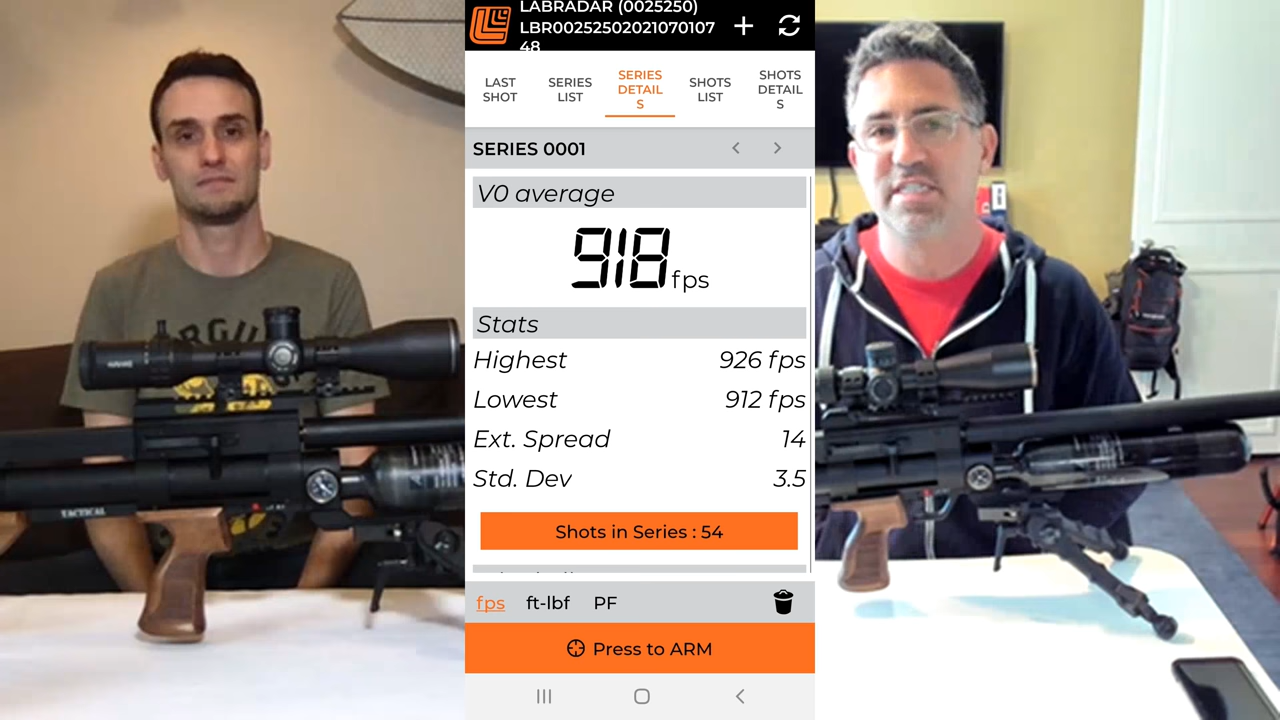 LABRADAR (0025250)
LBR00252502021070107
48
LAST
SHOT
SERIES
LIST
SERIES
DETAIL
S
SHOTS
LIST
SHOTS
DETAIL
S
SERIES 0001
V0 average
918 fps
Stats
Highest 926 fps
Lowest 912 fps
Ext. Spread 14
Std. Dev 3.5
Shots in Series : 54
fps ft-lbf PF
Press to ARM
HAWKE
TACTICAL